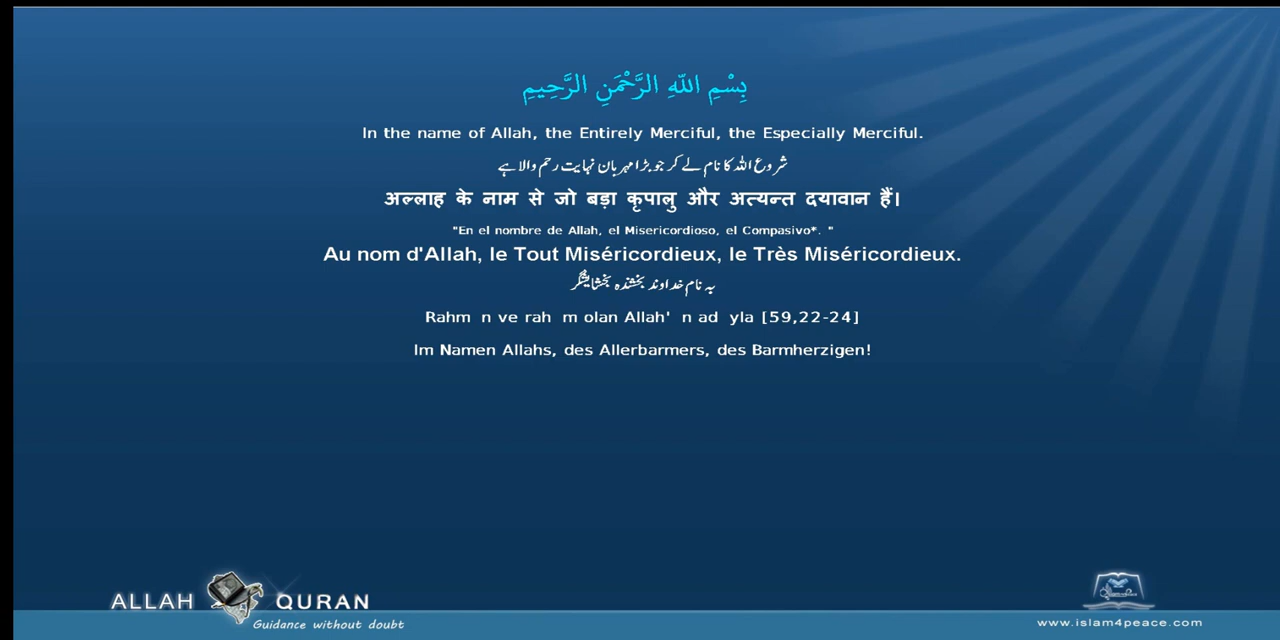 بِسْمِ اللّٰهِ الرَّحْمَنِ الرَّحِيمِ
In the name of Allah, the Entirely Merciful, the Especially Merciful.
شروع اللہ کا نام لے کر جو بڑا مہربان نہایت رحم والا ہے
अल्लाह के नाम से जो बड़ा कृपालु और अत्यन्त दयावान हैं।
"En el nombre de Allah, el Misericordioso, el Compasivo*. "
Au nom d'Allah, le Tout Miséricordieux, le Très Miséricordieux.
به نام خداوند بخشنده بخشایشگر
Rahm n ve rah m olan Allah' n ad yla [59,22-24]
Im Namen Allahs, des Allerbarmers, des Barmherzigen!
ALLAH QURAN
Guidance without doubt
www.islam4peace.com